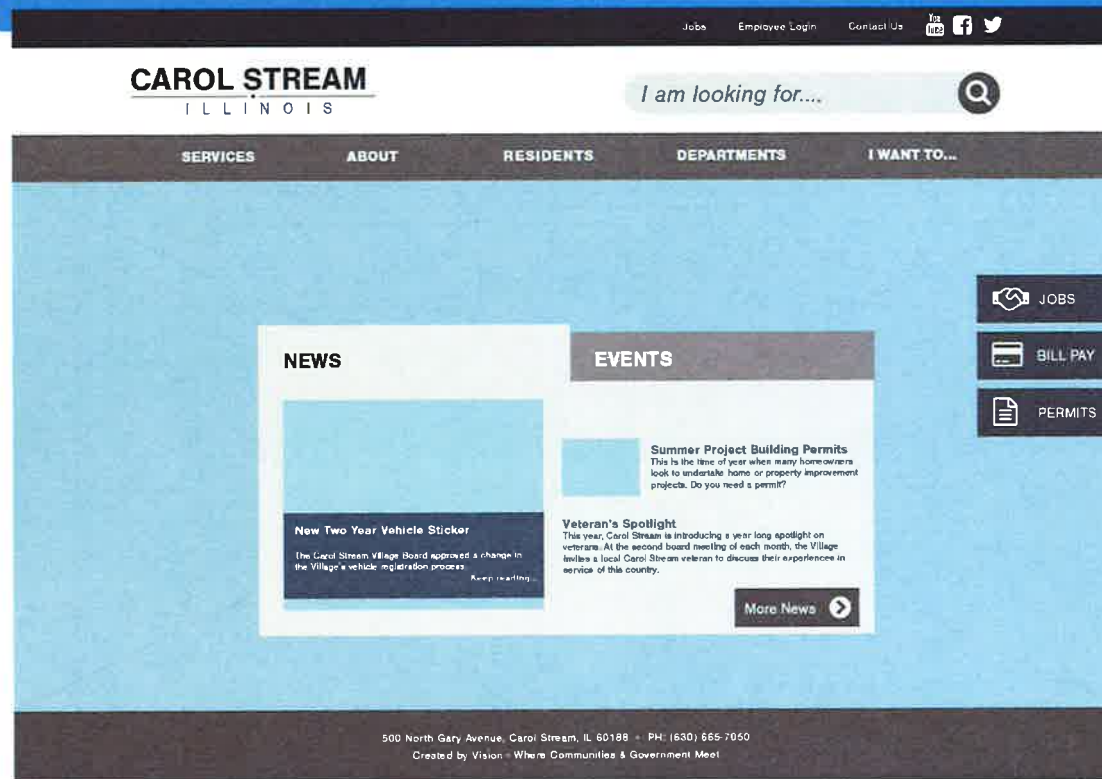 Jobs Employee Login Contact Us You Tube
CAROL STREAM
ILLINOIS
I am looking for....
SERVICES ABOUT RESIDENTS DEPARTMENTS I WANT TO...
JOBS
BILL PAY
PERMITS
NEWS
EVENTS
New Two Year Vehicle Sticker
The Carol Stream Village Board approved a change in
the Village's vehicle registration process.
Keep reading...
Summer Project Building Permits
This is the time of year when many homeowners
look to undertake home or property improvement
projects. Do you need a permit?
Veteran's Spotlight
This year, Carol Stream is introducing a year long spotlight on
veterans. At the second board meeting of each month, the Village
invites a local Carol Stream veteran to discuss their experiences in
service of this country.
More News
500 North Gary Avenue, Carol Stream, IL 60188 - PH: (630) 665-7050
Created by Vision - Where Communities & Government Meet